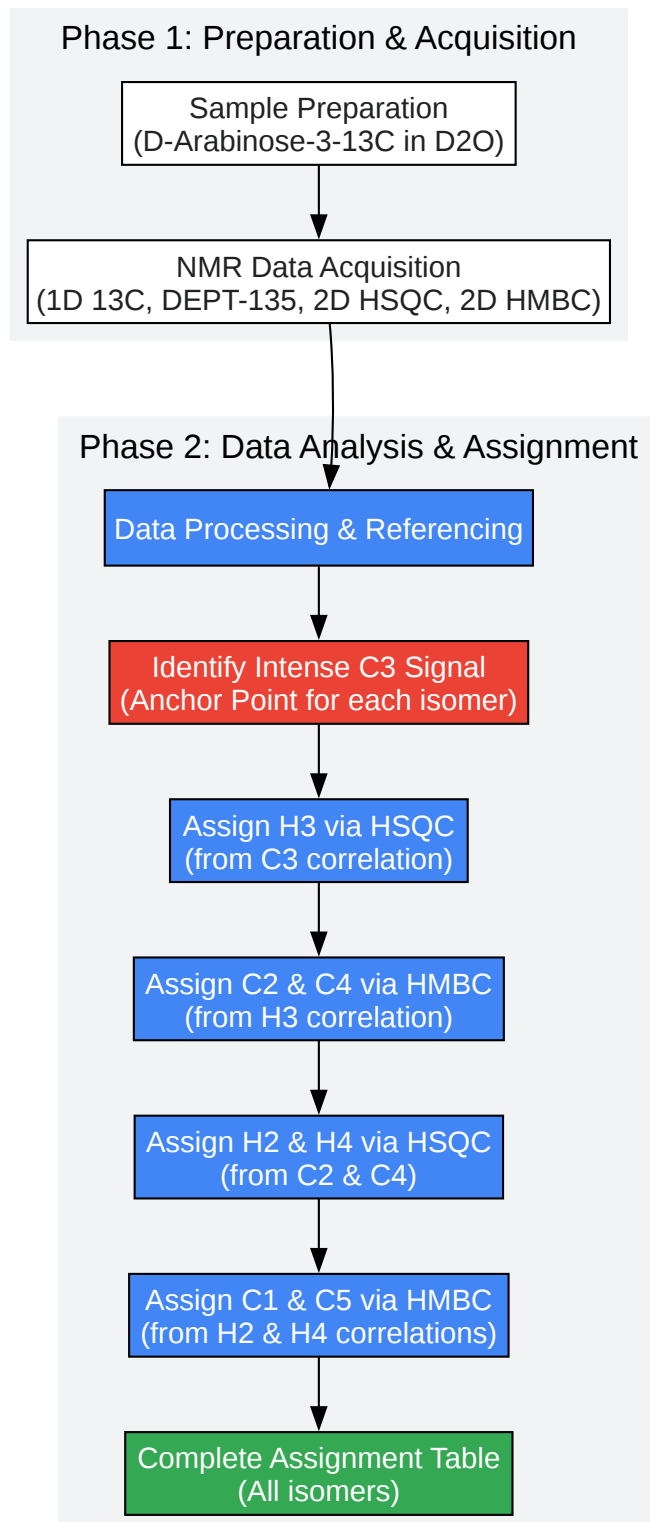 Phase 1: Preparation & Acquisition
Sample Preparation
(D-Arabinose-3-13C in D2O)
NMR Data Acquisition
(1D 13C, DEPT-135, 2D HSQC, 2D HMBC)
Phase 2: Data Analysis & Assignment
Data Processing & Referencing
Identify Intense C3 Signal
(Anchor Point for each isomer)
Assign H3 via HSQC
(from C3 correlation)
Assign C2 & C4 via HMBC
(from H3 correlation)
Assign H2 & H4 via HSQC
(from C2 & C4)
Assign C1 & C5 via HMBC
(from H2 & H4 correlations)
Complete Assignment Table
(All isomers)